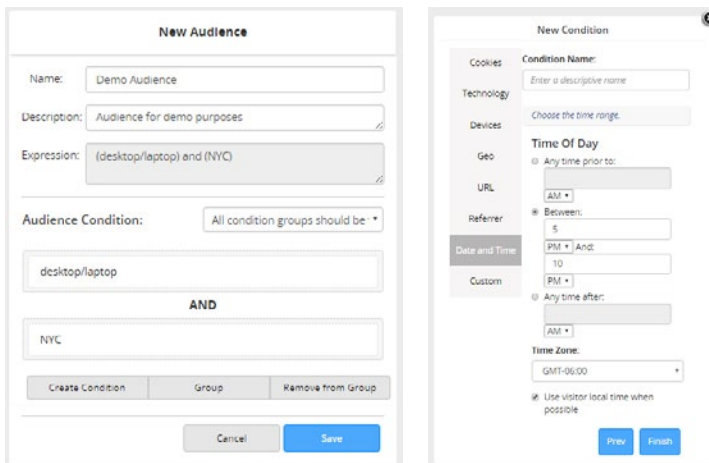 New Audience
Name:
Demo Audience
Description:
Audience for demo purposes
Expression:
(desktop/laptop) and (NYC)
Audience Condition:
All condition groups should be
desktop/laptop
AND
NYC
Create Condition
Group
Remove from Group
Cancel
Save
New Condition
Cookies
Technology
Devices
Geo
URL
Referrer
Date and Time
Custom
Condition Name:
Enter a descriptive name
Choose the time range.
Time Of Day
Any time prior to:
AM
Between:
5
PM And:
10
PM
Any time after:
AM
Time Zone:
GMT-06:00
Use visitor local time when
possible
Prev
Finish